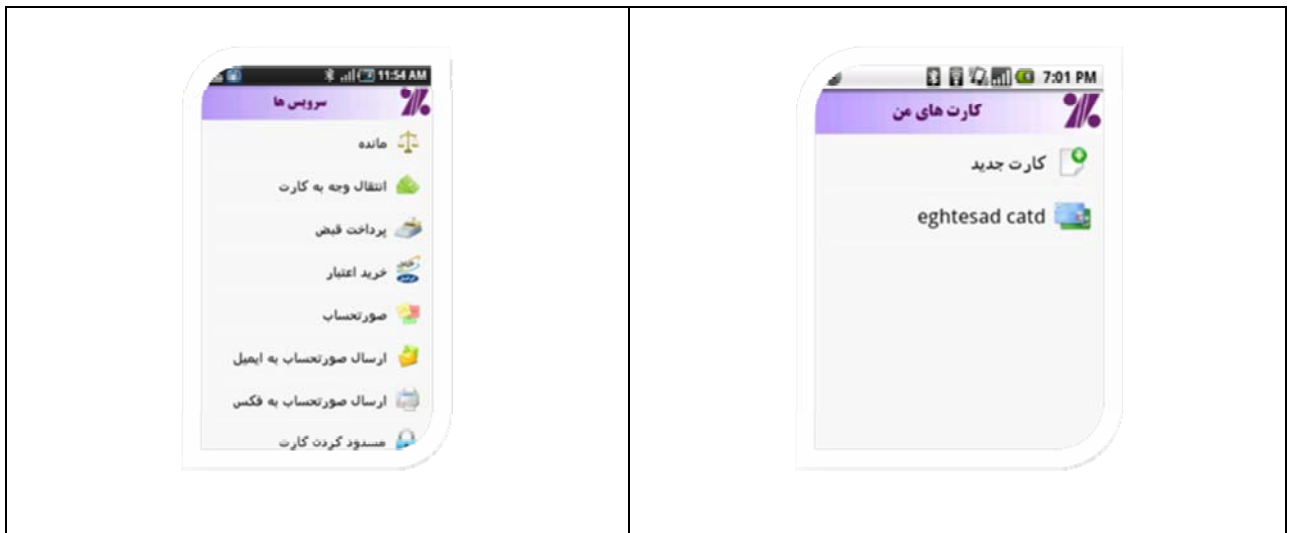 7:01 PM
کارت های من
کارت جدید
eghtesad catd
11:54 AM
سرویس ها
مانده
انتقال وجه به کارت
پرداخت قبض
خرید اعتبار
صورتحساب
ارسال صورتحساب به ایمیل
ارسال صورتحساب به فکس
مسدود کردن کارت